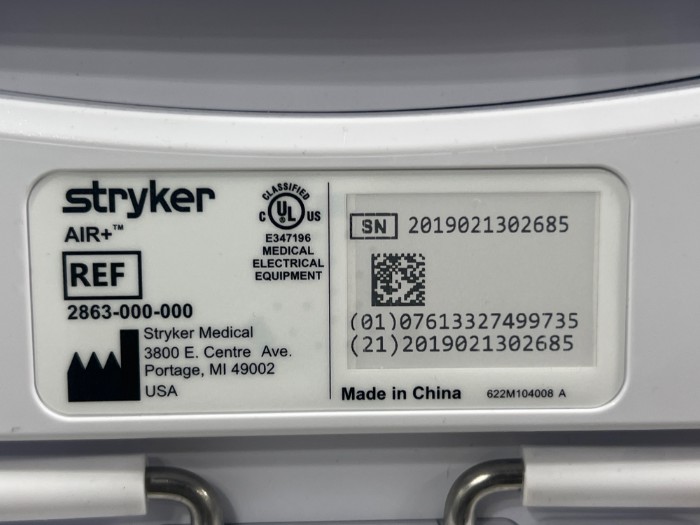 stryker
AIR+™
REF
2863-000-000
Stryker Medical
3800 E. Centre Ave.
Portage, MI 49002
USA
CLASSIFIED
C UL US
E347196
MEDICAL
ELECTRICAL
EQUIPMENT
SN 2019021302685
(01)07613327499735
(21)2019021302685
Made in China 622M104008 A